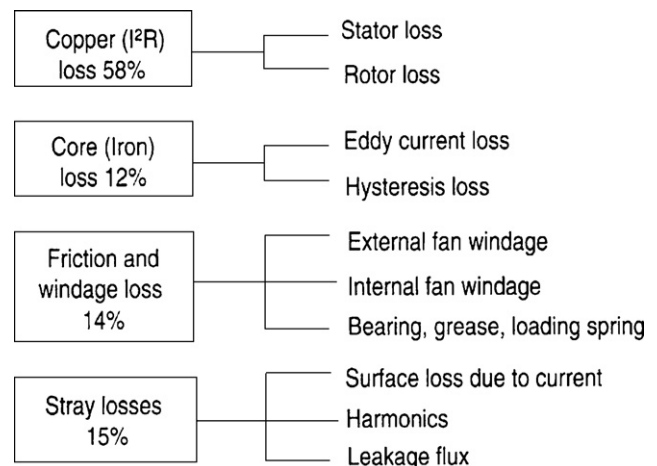 Copper (I²R)
loss 58%
Stator loss
Rotor loss
Core (Iron)
loss 12%
Eddy current loss
Hysteresis loss
Friction and
windage loss
14%
External fan windage
Internal fan windage
Bearing, grease, loading spring
Stray losses
15%
Surface loss due to current
Harmonics
Leakage flux